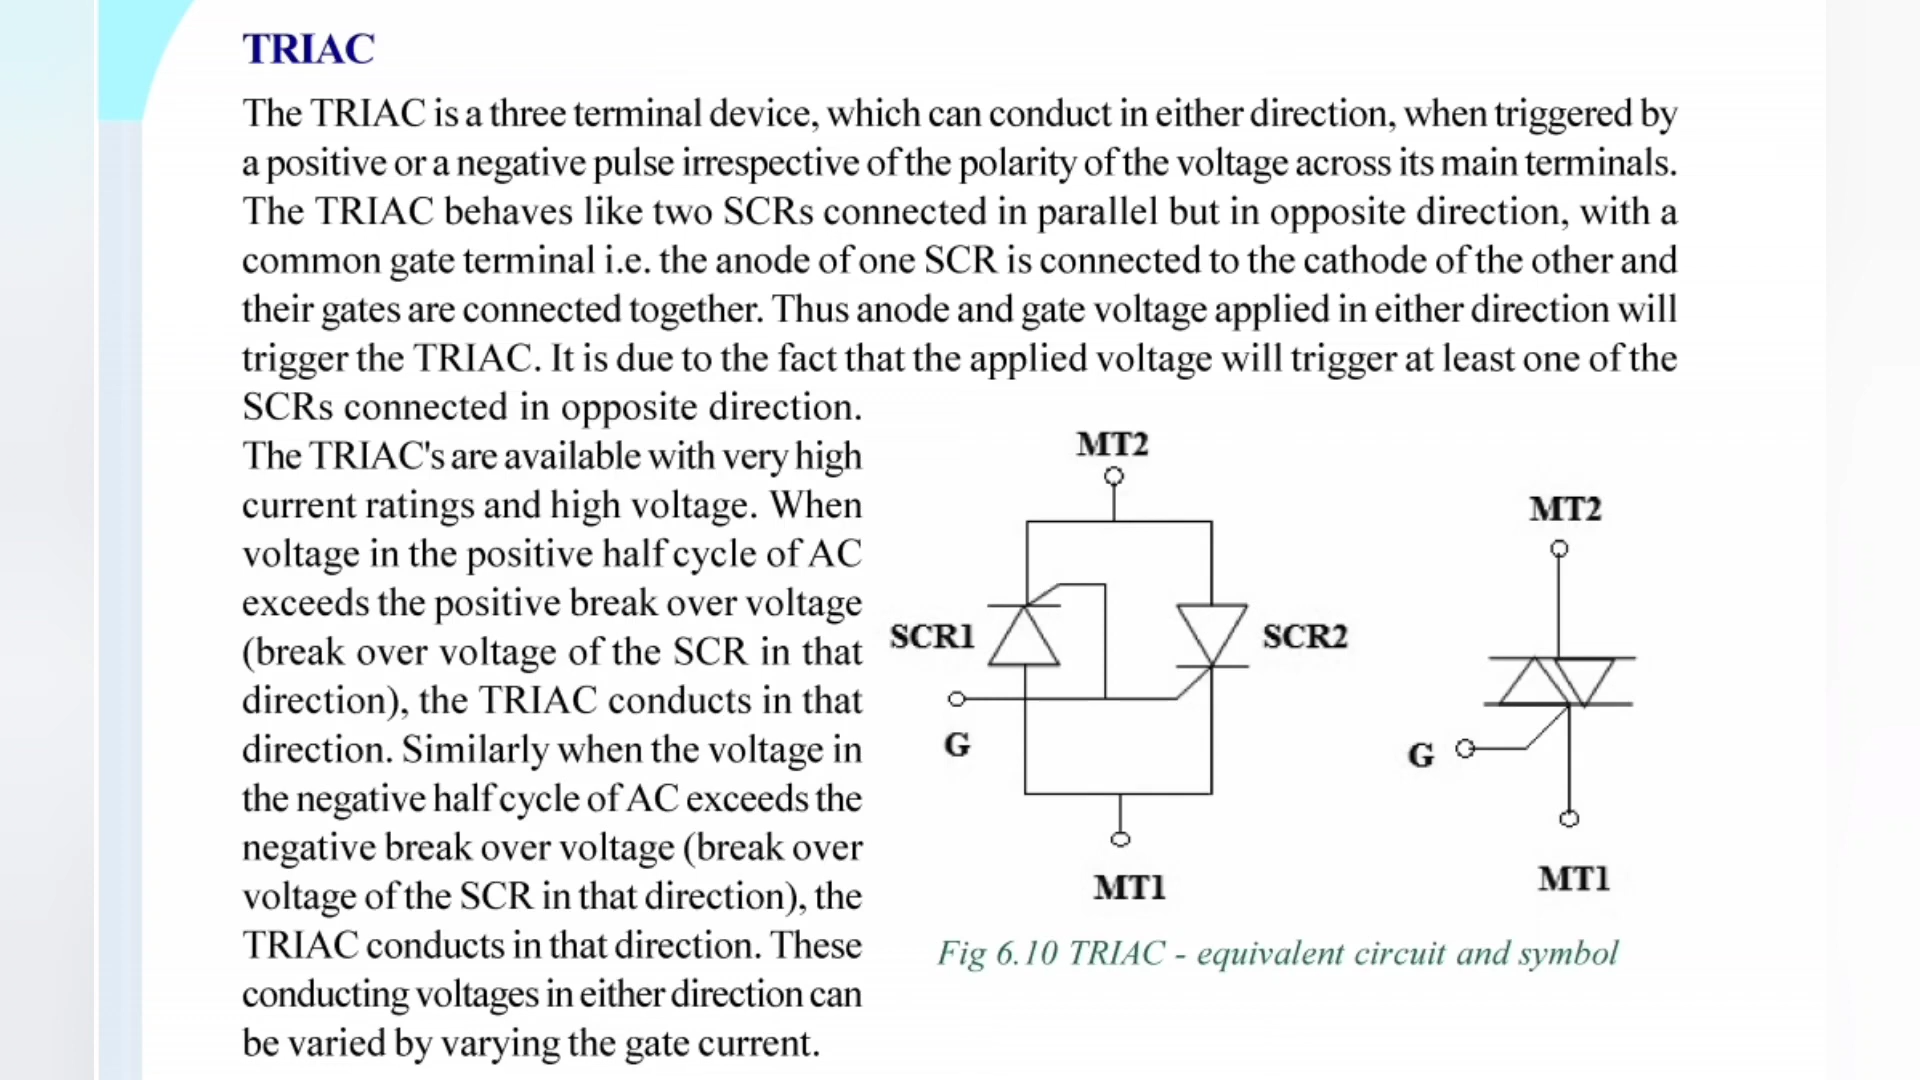 TRIAC
The TRIAC is a three terminal device, which can conduct in either direction, when triggered by
a positive or a negative pulse irrespective of the polarity of the voltage across its main terminals.
The TRIAC behaves like two SCRs connected in parallel but in opposite direction, with a
common gate terminal i.e. the anode of one SCR is connected to the cathode of the other and
their gates are connected together. Thus anode and gate voltage applied in either direction will
trigger the TRIAC. It is due to the fact that the applied voltage will trigger at least one of the
SCRs connected in opposite direction.
The TRIAC's are available with very high
current ratings and high voltage. When
voltage in the positive half cycle of AC
exceeds the positive break over voltage
(break over voltage of the SCR in that
direction), the TRIAC conducts in that
direction. Similarly when the voltage in
the negative half cycle of AC exceeds the
negative break over voltage (break over
voltage of the SCR in that direction), the
TRIAC conducts in that direction. These
conducting voltages in either direction can
be varied by varying the gate current.
MT2
SCR1
SCR2
G
MT1
MT2
G
MT1
Fig 6.10 TRIAC - equivalent circuit and symbol